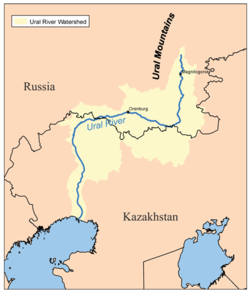 Ural River Watershed
Ural Mountains
Magnitogorsk
Russia
Orenburg
Ural River
Kazakhstan